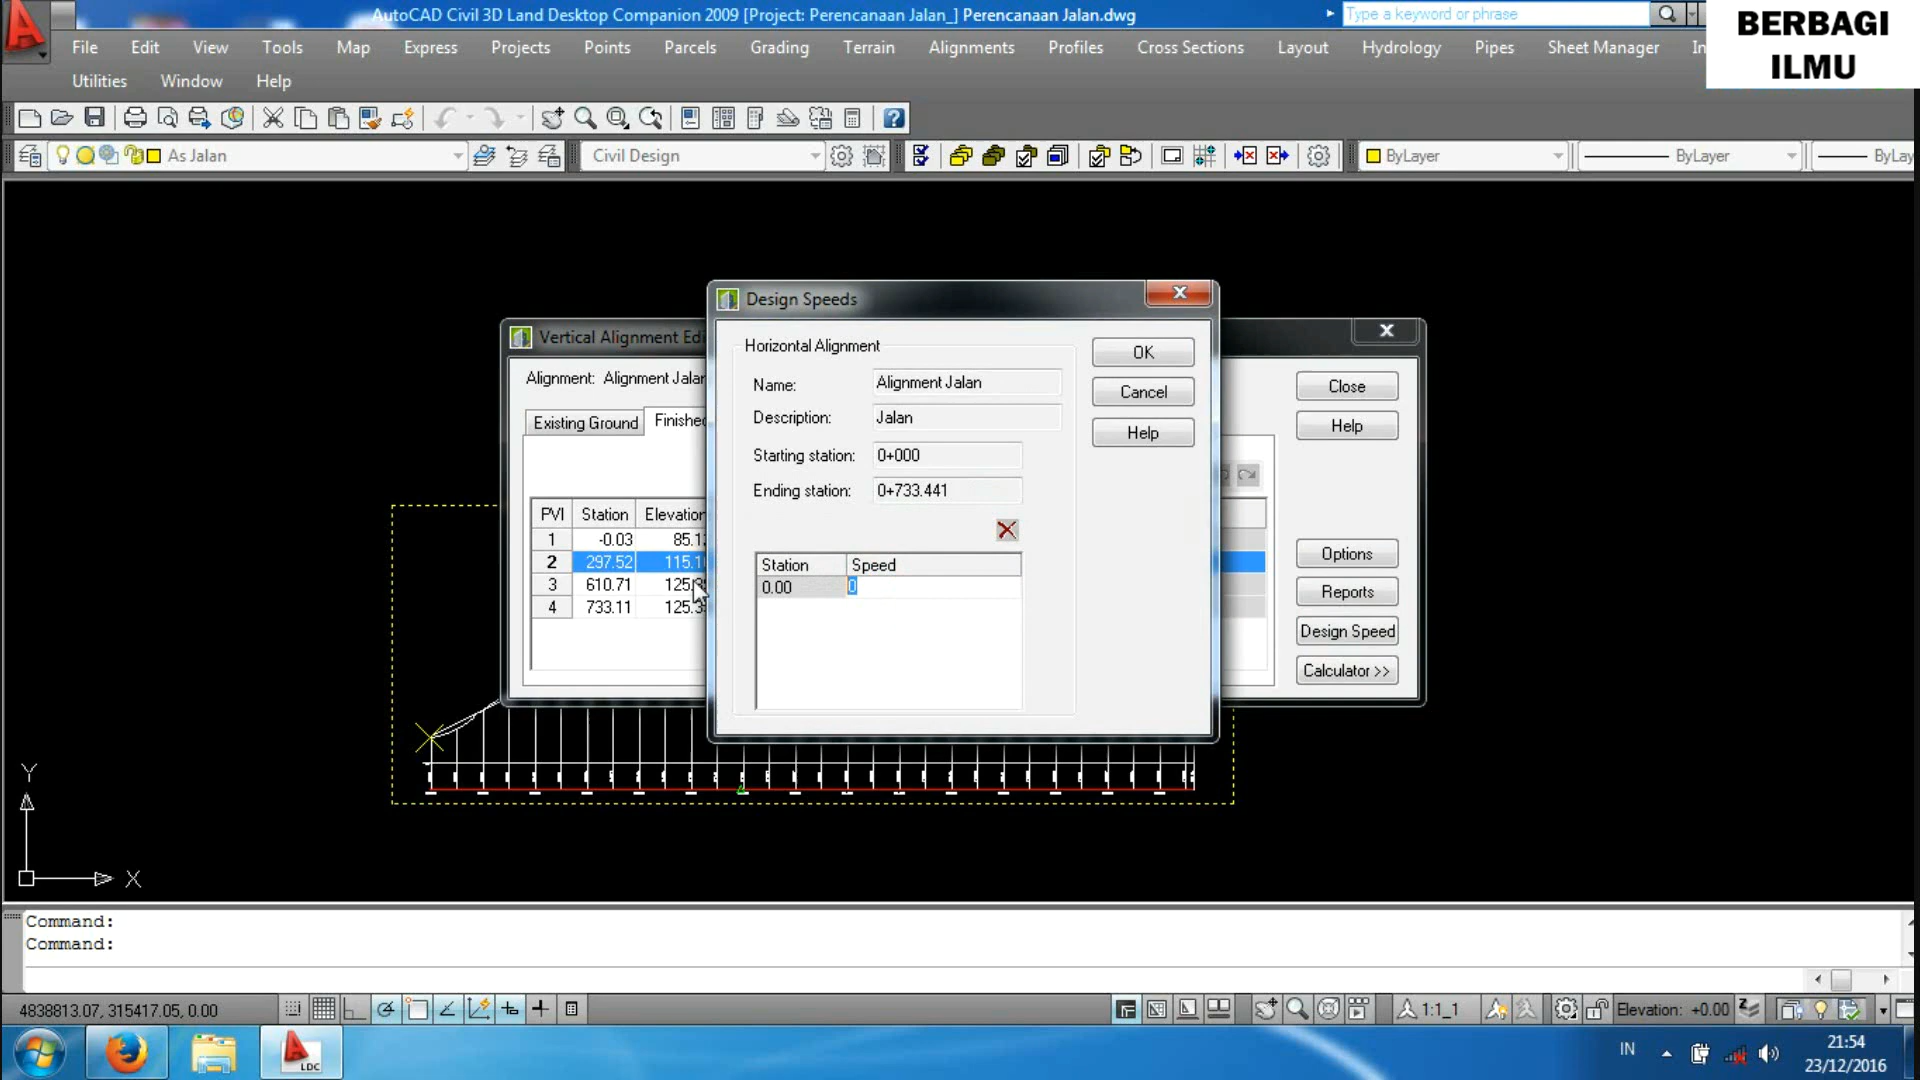 AutoCAD Civil 3D Land Desktop Companion 2009 [Project: Perencanaan Jalan_] Perencanaan Jalan.dwg
Type a keyword or phrase
BERBAGI
ILMU
File Edit View Tools Map Express Projects Points Parcels Grading Terrain Alignments Profiles Cross Sections Layout Hydrology Pipes Sheet Manager
Utilities Window Help
As Jalan Civil Design ByLayer ByLayer
Design Speeds
Horizontal Alignment
Name: Alignment Jalan
Description: Jalan
Starting station: 0+000
Ending station: 0+733.441
OK
Cancel
Help
Station Speed
0.00 0
Alignment: Alignment Jalan
Existing Ground
PVI Station Elevation
1 -0.03
2 297.52
3 610.71
4 733.11
Vertical Alignment
Close
Help
Options
Reports
Design Speed
Calculator >>
Y
X
Command:
Command:
4838813.07, 315417.05, 0.00
1:1_1
Elevation: +0.00
LDC
IN
21:54
23/12/2016